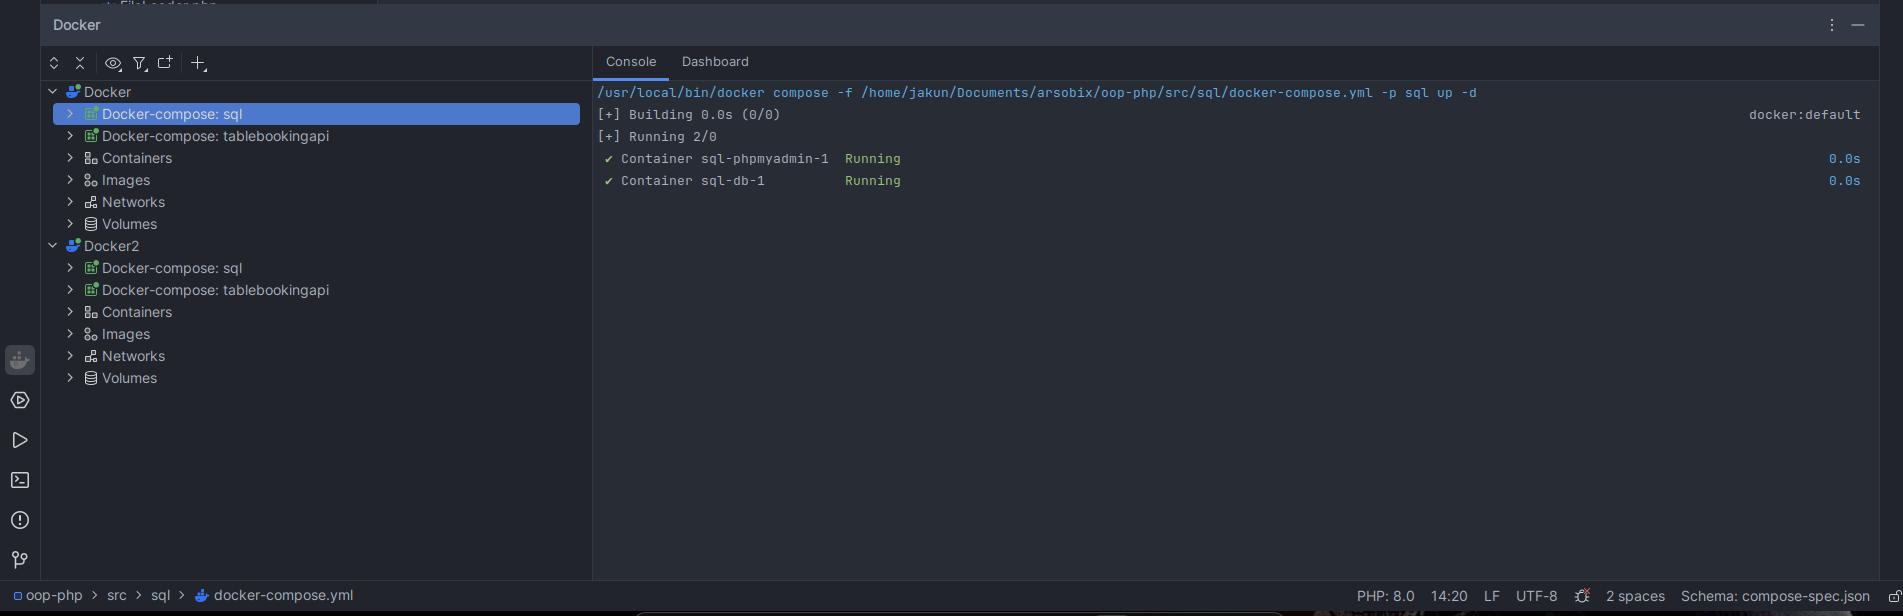 Docker
Console Dashboard
Docker
Docker-compose: sql
Docker-compose: tablebookingapi
Containers
Images
Networks
Volumes
Docker2
Docker-compose: sql
Docker-compose: tablebookingapi
Containers
Images
Networks
Volumes
/usr/local/bin/docker compose -f /home/jakun/Documents/arsobix/oop-php/src/sql/docker-compose.yml -p sql up -d
[+] Building 0.0s (0/0) docker:default
[+] Running 2/0
✔ Container sql-phpmyadmin-1 Running 0.0s
✔ Container sql-db-1 Running 0.0s
oop-php > src > sql > docker-compose.yml PHP: 8.0 14:20 LF UTF-8 2 spaces Schema: compose-spec.json